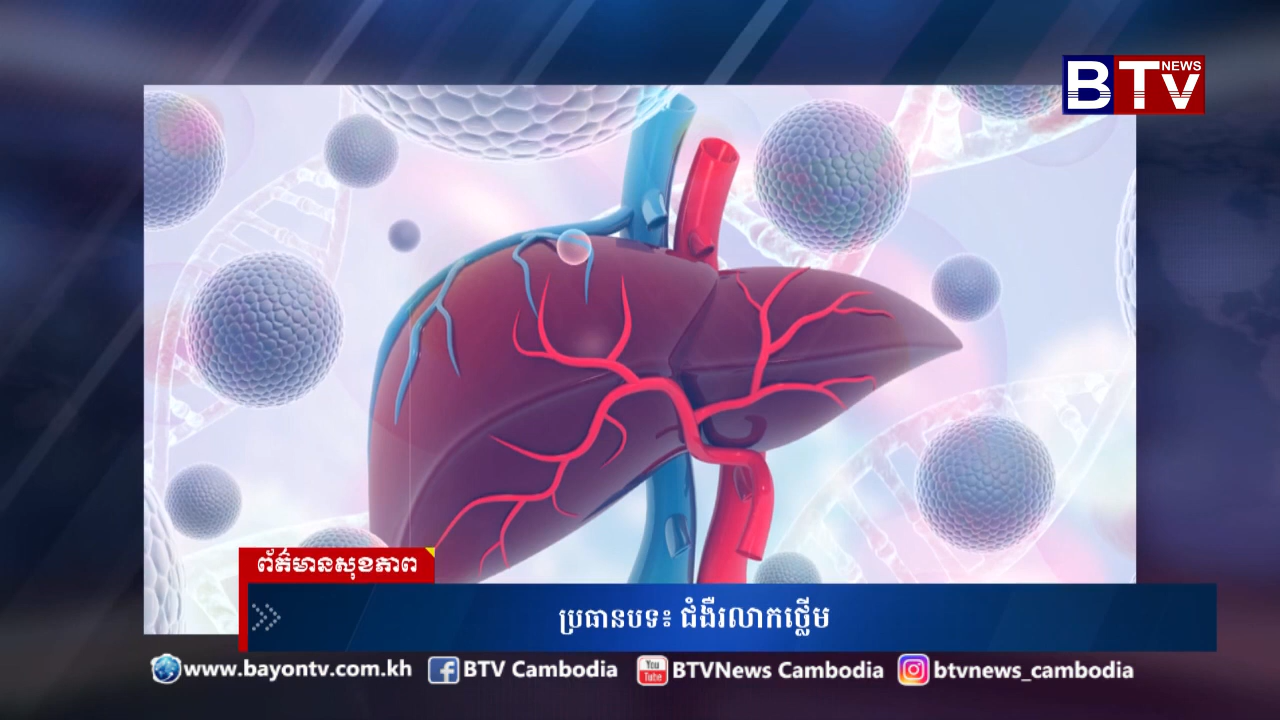 BTV NEWS
ព័ត៌មានសុខភាព
ប្រធានបទ៖ ជំងឺរលាកថ្លើម
www.bayontv.com.kh BTV Cambodia You Tube BTVNews Cambodia btvnews_cambodia